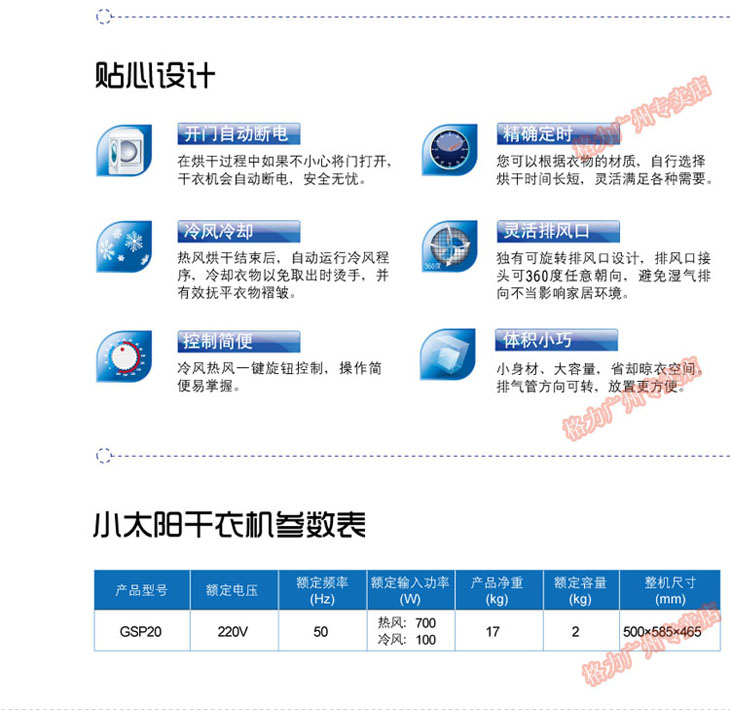 贴心设计
开门自动断电
在烘干过程中如果不小心将门打开,
干衣机会自动断电, 安全无忧。
精确定时
您可以根据衣物的材质, 自行选择
烘干时间长短, 灵活满足各种需要。
格力广州专卖店
冷风冷却
热风烘干结束后, 自动运行冷风程
序, 冷却衣物以免取出时烫手, 并
有效抚平衣物褶皱。
360度
灵活排风口
独有可旋转排风口设计, 排风口接
头可360度任意朝向, 避免湿气排
向不当影响家居环境。
控制简便
冷风热风一键旋钮控制, 操作简
便易掌握。
体积小巧
小身材、大容量, 省却晾衣空间。
排气管方向可转, 放置更方便。
格力广州专卖店
小太阳干衣机参数表
产品型号 额定电压 额定频率 (Hz) 额定输入功率 (W) 产品净重 (kg) 额定容量 (kg) 整机尺寸 (mm)
GSP20 220V 50 热风: 700 冷风: 100 17 2 500×585×465
格力广州专卖店